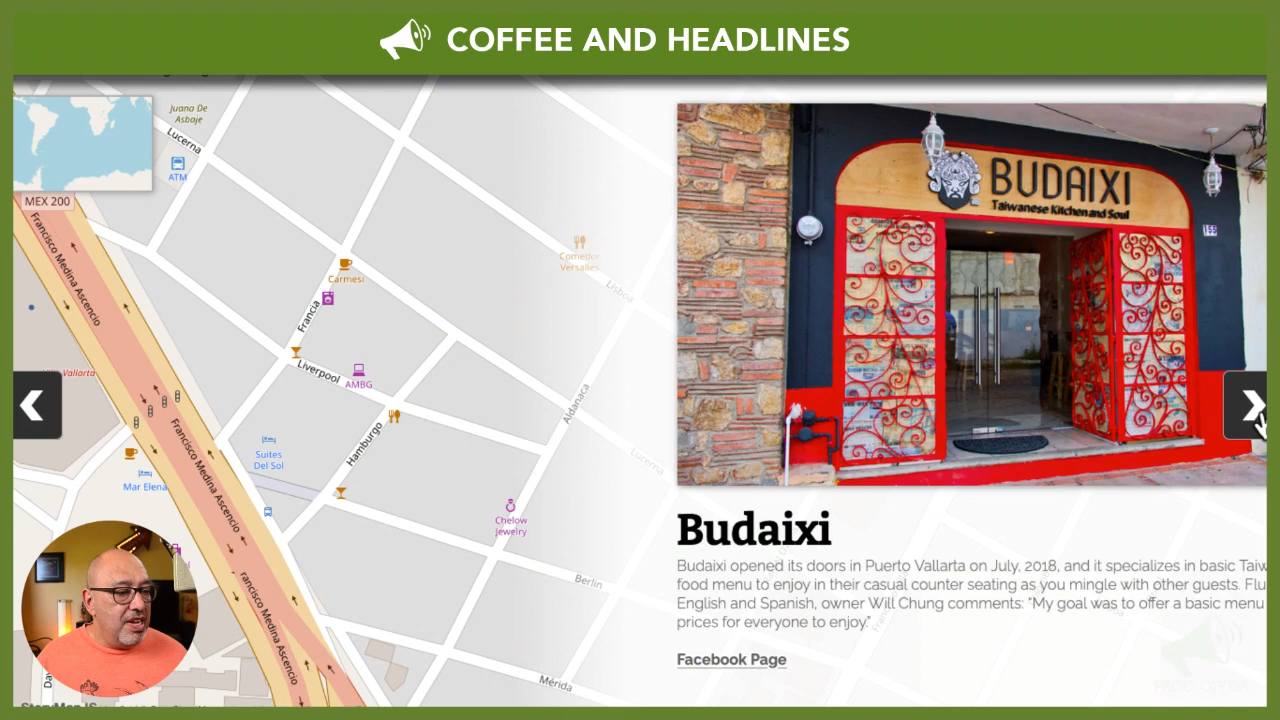 COFFEE AND HEADLINES
Juana De
Asbaje
Lucerna
ATM
MEX 200
Francisco Medina Ascencio
Carmesi
Comedor
Versalles
Lisboa
Francia
Liverpool
AMBG
Vallarta
Aldanaca
Hamburgo
Lucerna
Francisco Medina Ascencio
Suites
Del Sol
Mar Elena
Chelow
Jewelry
Berlin
rancisco Medina Ascencio
Mérida
BUDAIXI
Taiwanese Kitchen and Soul
155
Budaixi
Budaixi opened its doors in Puerto Vallarta on July, 2018, and it specializes in basic Taiw
food menu to enjoy in their casual counter seating as you mingle with other guests. Flu
English and Spanish, owner Will Chung comments: "My goal was to offer a basic menu
prices for everyone to enjoy."
Facebook Page